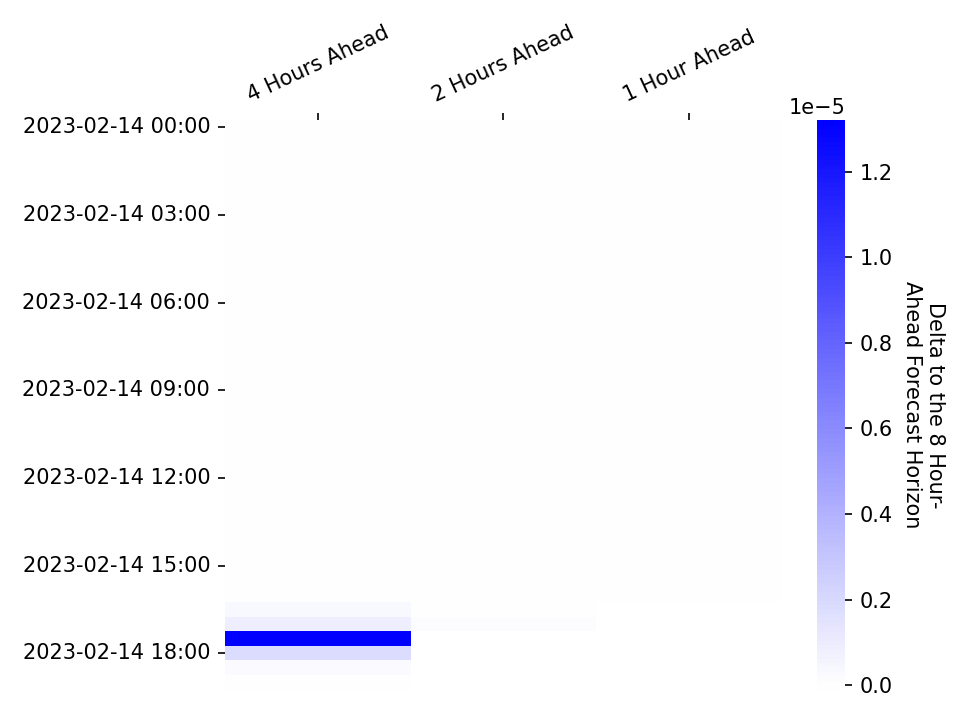 4 Hours Ahead
2 Hours Ahead
1 Hour Ahead
1e−5
2023-02-14 00:00
2023-02-14 03:00
2023-02-14 06:00
2023-02-14 09:00
2023-02-14 12:00
2023-02-14 15:00
2023-02-14 18:00
1.2
1.0
0.8
0.6
0.4
0.2
0.0
Delta to the 8 Hour-
Ahead Forecast Horizon